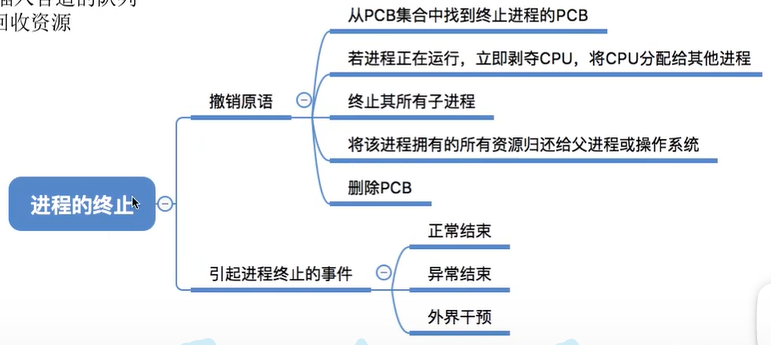 回收资源
从PCB集合中找到终止进程的PCB
若进程正在运行，立即剥夺CPU，将CPU分配给其他进程
撤销原语
终止其所有子进程
将该进程拥有的所有资源归还给父进程或操作系统
删除PCB
进程的终止
正常结束
引起进程终止的事件
异常结束
外界干预